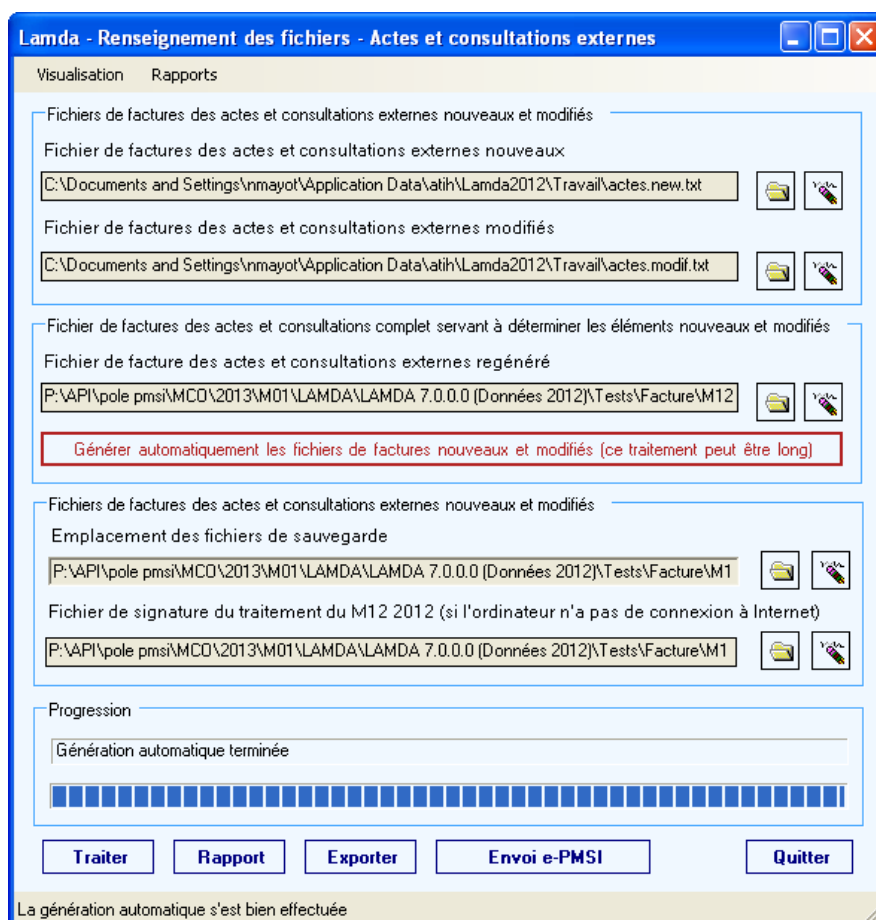 Lamda - Renseignement des fichiers - Actes et consultations externes
Visualisation Rapports
Fichiers de factures des actes et consultations externes nouveaux et modifiés
Fichier de factures des actes et consultations externes nouveaux
C:\Documents and Settings\nmayot\Application Data\atih\Lamda2012\Travail\actes.new.txt
Fichier de factures des actes et consultations externes modifiés
C:\Documents and Settings\nmayot\Application Data\atih\Lamda2012\Travail\actes.modif.txt
Fichier de factures des actes et consultations complet servant à déterminer les éléments nouveaux et modifiés
Fichier de facture des actes et consultations externes regénéré
P:\API\pole pmsi\MCO\2013\M01\LAMDA\LAMDA 7.0.0.0 (Données 2012)\Tests\Facture\M12
Générer automatiquement les fichiers de factures nouveaux et modifiés (ce traitement peut être long)
Fichiers de factures des actes et consultations externes nouveaux et modifiés
Emplacement des fichiers de sauvegarde
P:\API\pole pmsi\MCO\2013\M01\LAMDA\LAMDA 7.0.0.0 (Données 2012)\Tests\Facture\M1
Fichier de signature du traitement du M12 2012 (si l'ordinateur n'a pas de connexion à Internet)
P:\API\pole pmsi\MCO\2013\M01\LAMDA\LAMDA 7.0.0.0 (Données 2012)\Tests\Facture\M1
Progression
Génération automatique terminée
Traiter Rapport Exporter Envoi e-PMSI Quitter
La génération automatique s'est bien effectuée